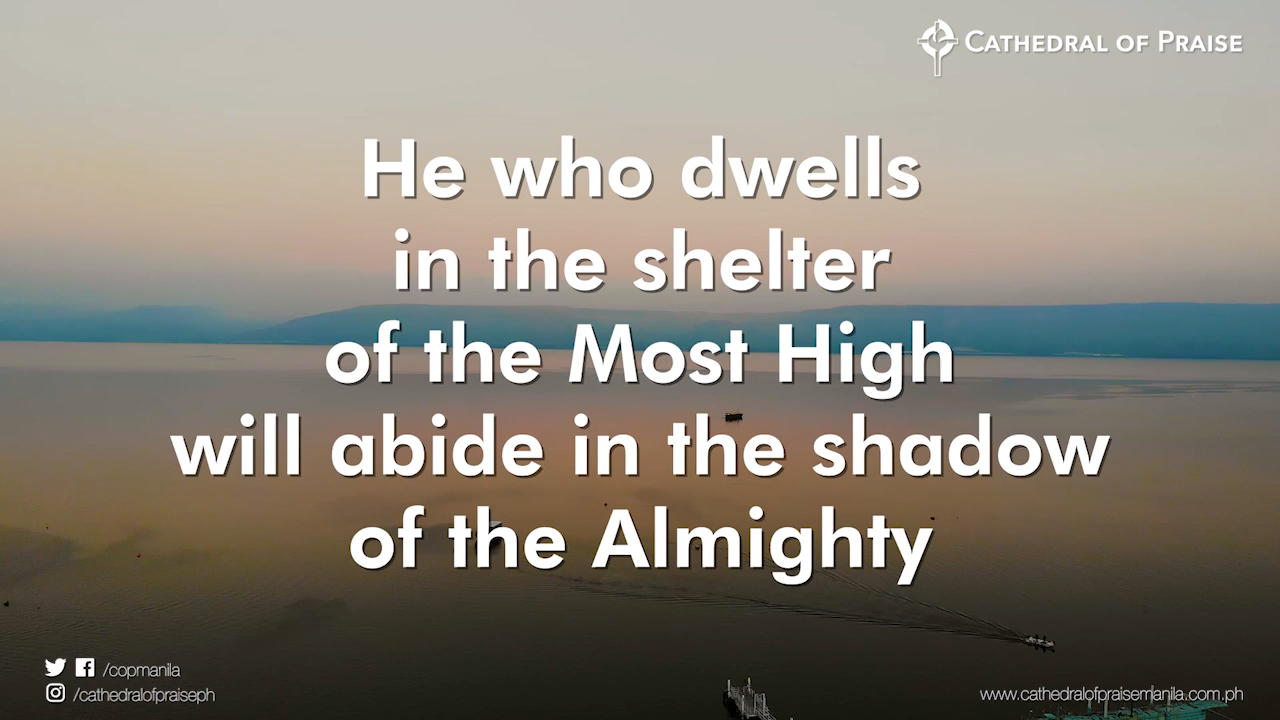 CATHEDRAL OF PRAISE
He who dwells
in the shelter
of the Most High
will abide in the shadow
of the Almighty
/copmanila
/cathedralofpraiseph
www.cathedralofpraisemanila.com.ph